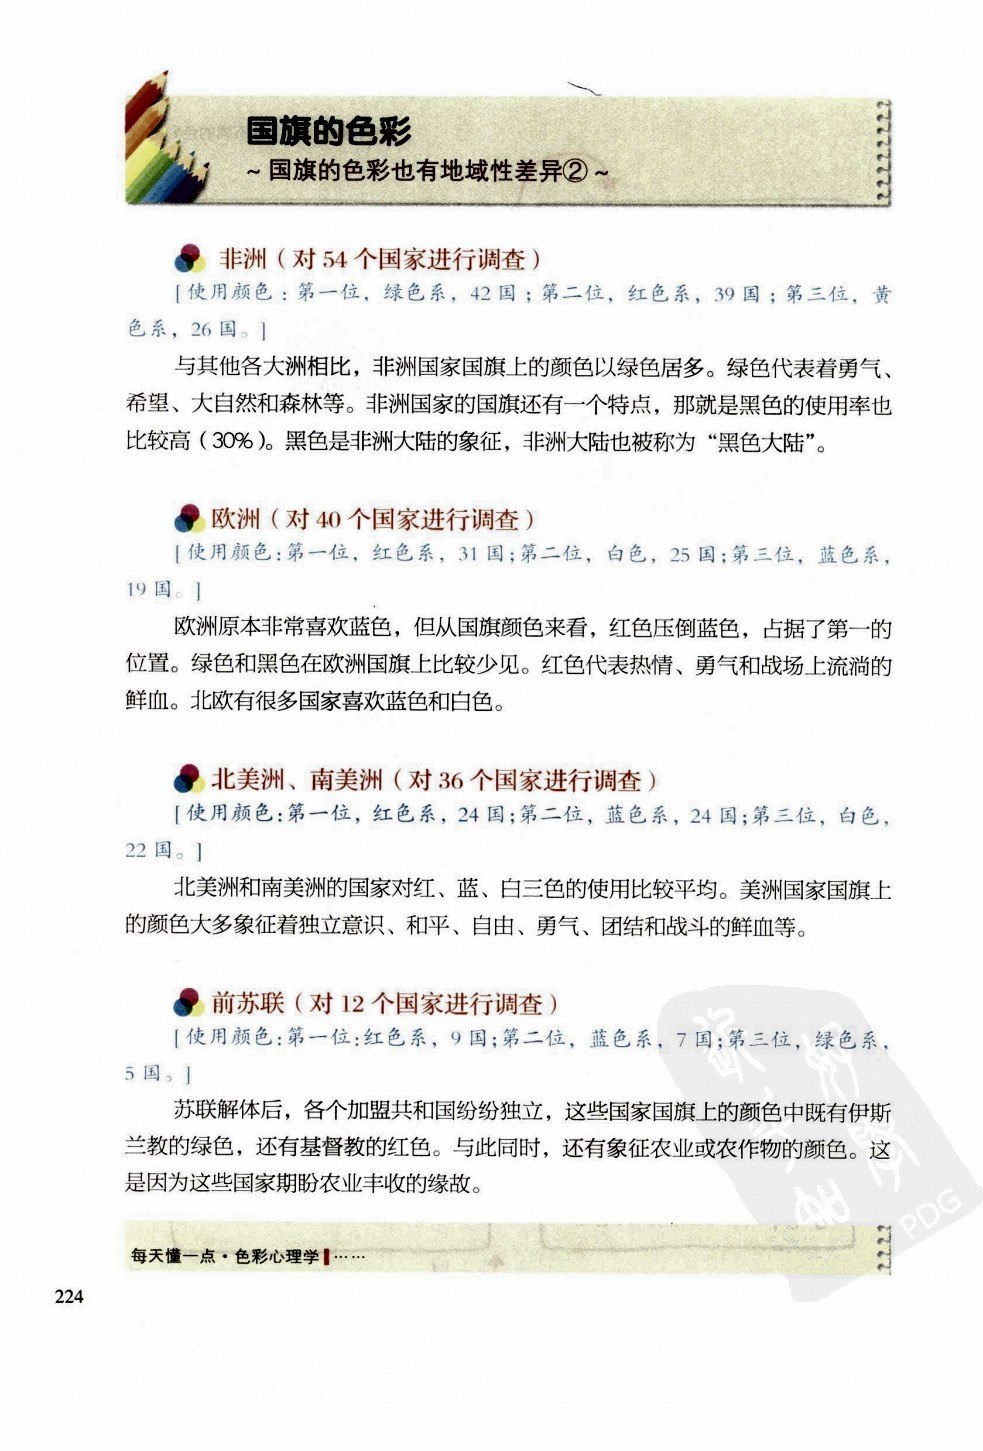 国旗的色彩
~ 国旗的色彩也有地域性差异② ~
非洲（对 54 个国家进行调查）
[ 使用颜色：第一位，绿色系，42 国；第二位，红色系，39 国；第三位，黄
色系，26 国。]
与其他各大洲相比，非洲国家国旗上的颜色以绿色居多。绿色代表着勇气、
希望、大自然和森林等。非洲国家的国旗还有一个特点，那就是黑色的使用率也
比较高（30%）。黑色是非洲大陆的象征，非洲大陆也被称为“黑色大陆”。
欧洲（对 40 个国家进行调查）
[ 使用颜色:第一位，红色系，31 国;第二位，白色，25 国;第三位，蓝色系，
19 国。]
欧洲原本非常喜欢蓝色，但从国旗颜色来看，红色压倒蓝色，占据了第一的
位置。绿色和黑色在欧洲国旗上比较少见。红色代表热情、勇气和战场上流淌的
鲜血。北欧有很多国家喜欢蓝色和白色。
北美洲、南美洲（对 36 个国家进行调查）
[ 使用颜色:第一位，红色系，24 国;第二位，蓝色系，24 国;第三位，白色，
22 国。]
北美洲和南美洲的国家对红、蓝、白三色的使用比较平均。美洲国家国旗上
的颜色大多象征着独立意识、和平、自由、勇气、团结和战斗的鲜血等。
前苏联（对 12 个国家进行调查）
[ 使用颜色:第一位:红色系，9 国;第二位，蓝色系，7 国;第三位，绿色系，
5 国。]
苏联解体后，各个加盟共和国纷纷独立，这些国家国旗上的颜色中既有伊斯
兰教的绿色，还有基督教的红色。与此同时，还有象征农业或农作物的颜色。这
是因为这些国家期盼农业丰收的缘故。
PDG
每天懂一点·色彩心理学 ……
224